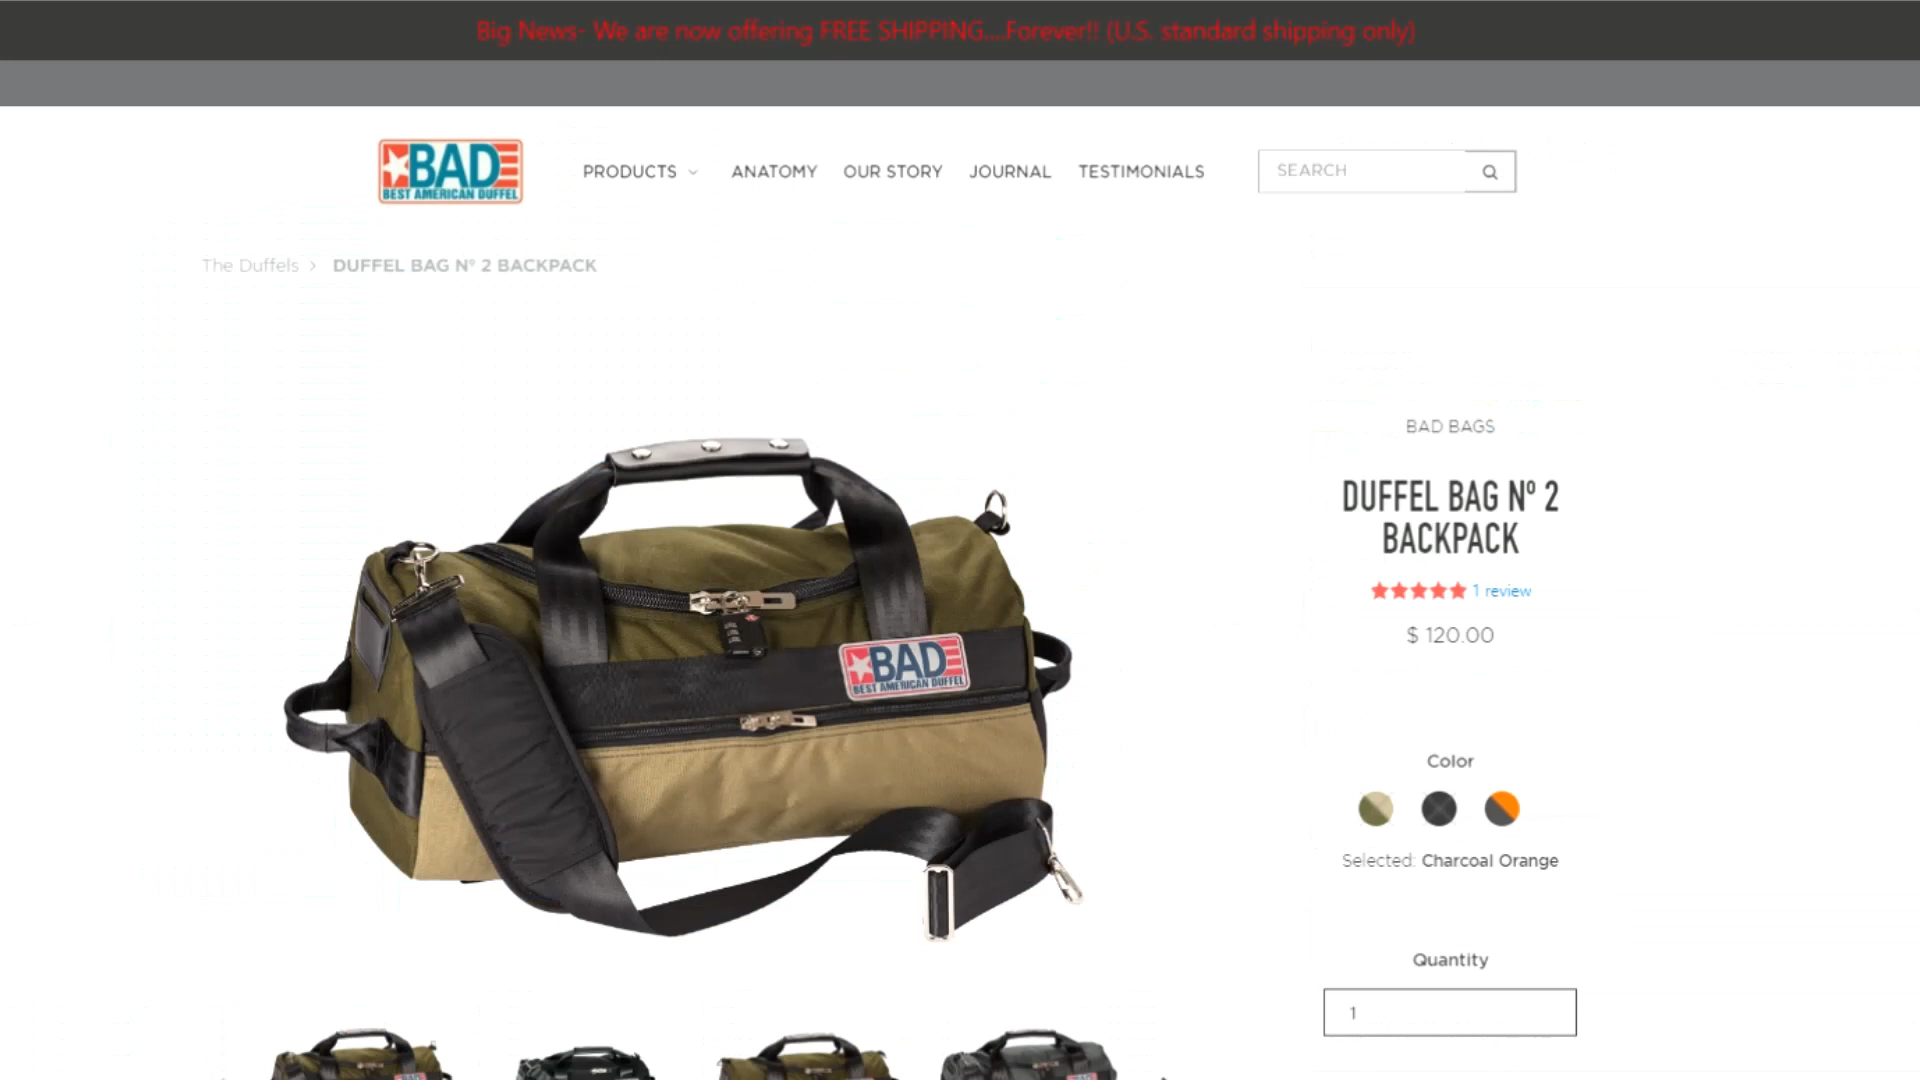 Big News- We are now offering FREE SHIPPING....Forever!! (U.S. standard shipping only)
BAD
BEST AMERICAN DUFFEL
PRODUCTS
ANATOMY
OUR STORY
JOURNAL
TESTIMONIALS
SEARCH
The Duffels > DUFFEL BAG Nº 2 BACKPACK
BAD
BEST AMERICAN DUFFEL
BAD BAGS
DUFFEL BAG Nº 2
BACKPACK
1 review
$ 120.00
Color
Selected: Charcoal Orange
Quantity
1